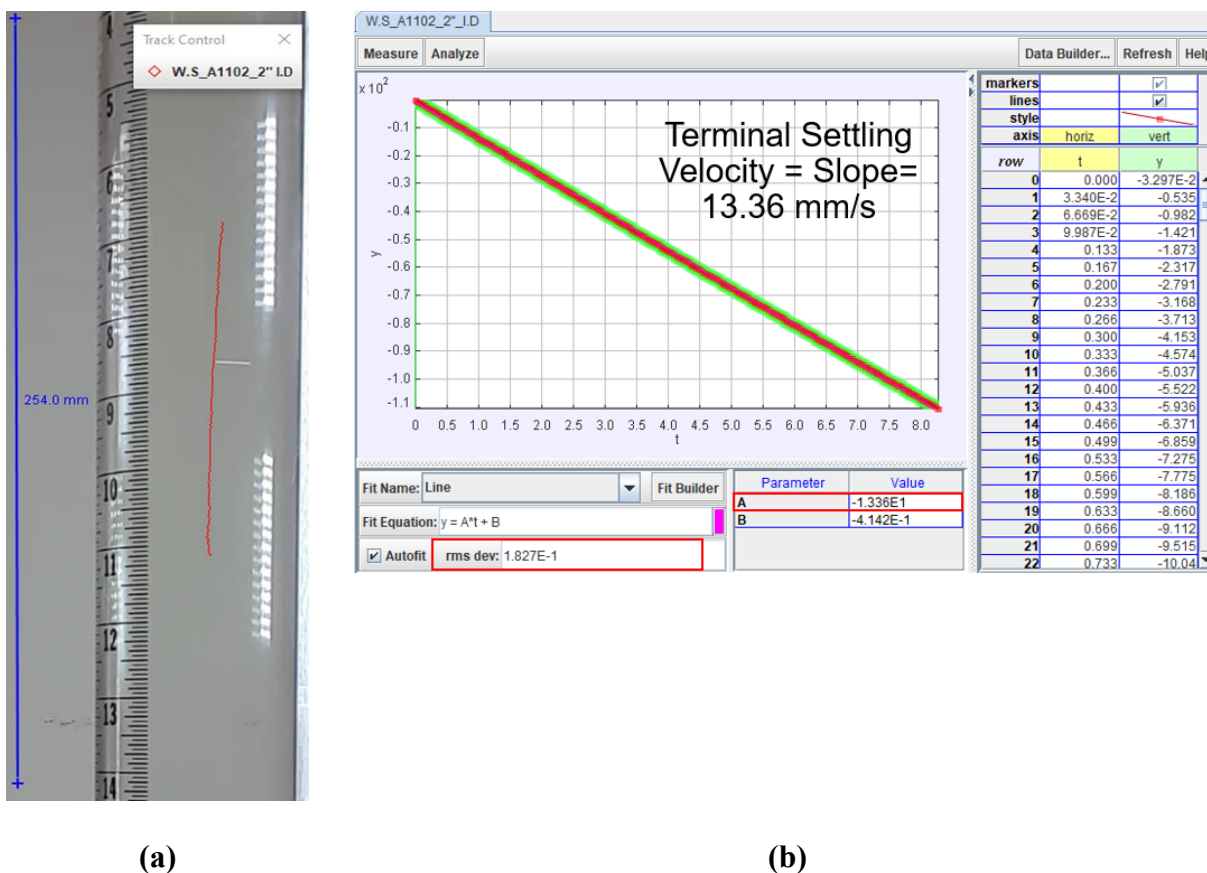 4
Track Control
W.S_A1102_2" I.D
5
6
7
8
254.0 mm
9
10
11
12
13
14
(a)
W.S_A1102_2"_I.D
Measure Analyze Data Builder... Refresh Help
x 10²
-0.1
-0.2
-0.3
-0.4
-0.5
-0.6
-0.7
-0.8
-0.9
-1.0
-1.1
y
Terminal Settling
Velocity = Slope=
13.36 mm/s
0 0.5 1.0 1.5 2.0 2.5 3.0 3.5 4.0 4.5 5.0 5.5 6.0 6.5 7.0 7.5 8.0
t
Fit Name: Line Fit Builder
Fit Equation: y = A*t + B
Autofit rms dev: 1.827E-1
Parameter Value
A -1.336E1
B -4.142E-1
markers
lines
style
axis horiz vert
row t y
0 0.000 -3.297E-2
1 3.340E-2 -0.535
2 6.669E-2 -0.982
3 9.987E-2 -1.421
4 0.133 -1.873
5 0.167 -2.317
6 0.200 -2.791
7 0.233 -3.168
8 0.266 -3.713
9 0.300 -4.153
10 0.333 -4.574
11 0.366 -5.037
12 0.400 -5.522
13 0.433 -5.936
14 0.466 -6.371
15 0.499 -6.859
16 0.533 -7.275
17 0.566 -7.775
18 0.599 -8.186
19 0.633 -8.660
20 0.666 -9.112
21 0.699 -9.515
22 0.733 -10.04
(b)